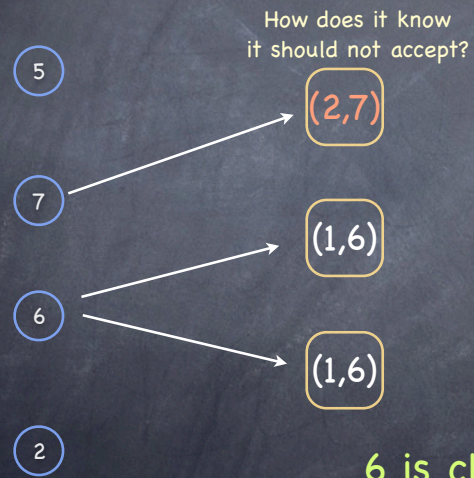 How does it know
it should not accept?
5
(2,7)
7
(1,6)
6
(1,6)
2
6 is